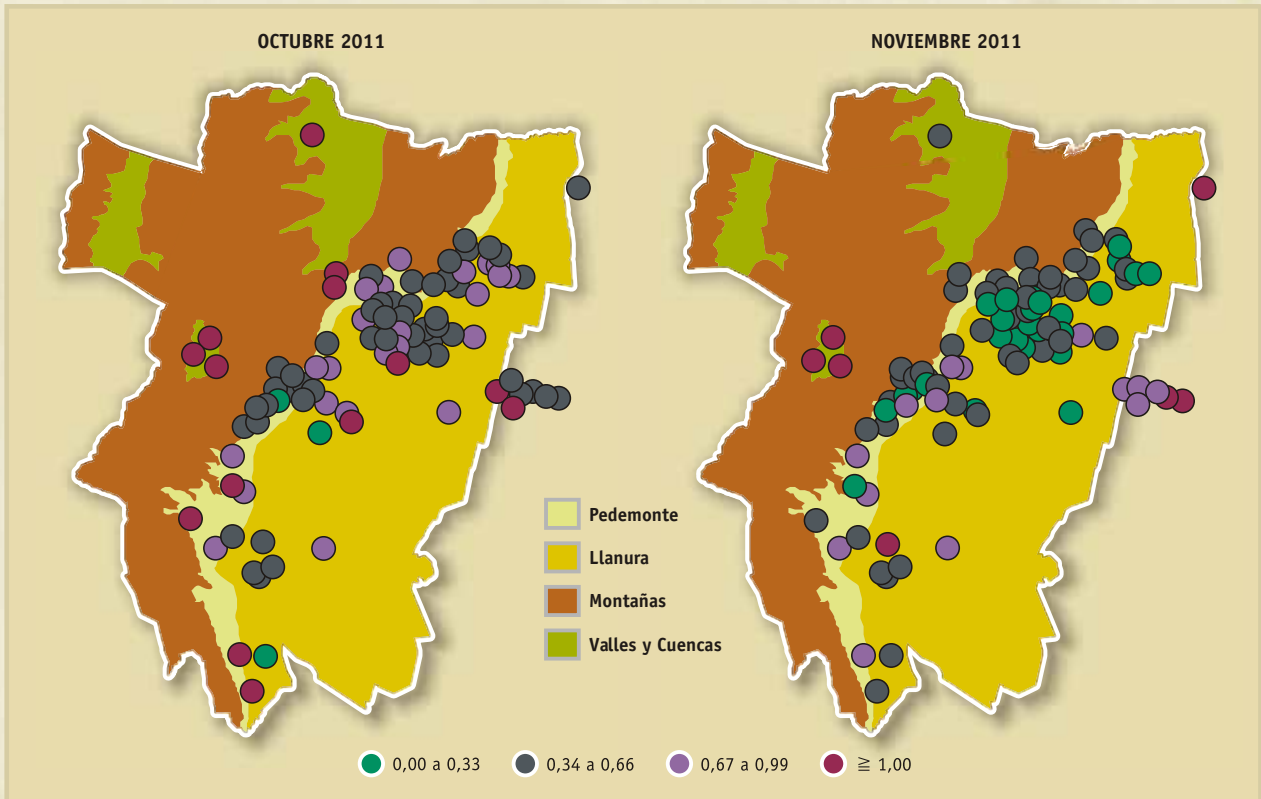 OCTUBRE 2011
NOVIEMBRE 2011
Pedemonte
Llanura
Montañas
Valles y Cuencas
0,00 a 0,33
0,34 a 0,66
0,67 a 0,99
≧ 1,00